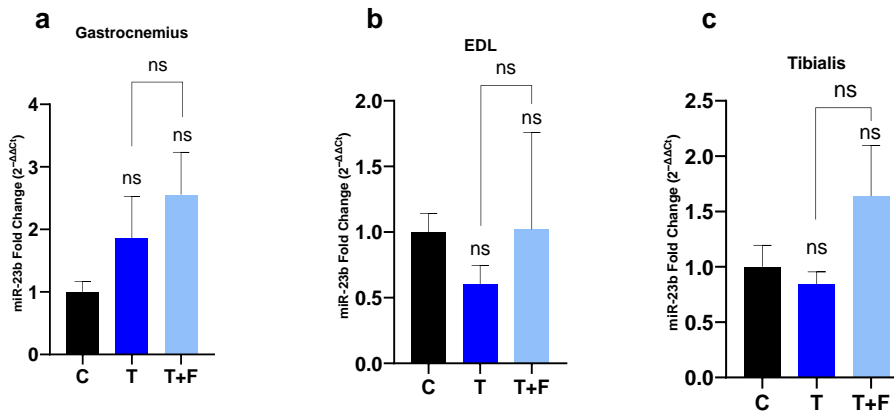 a
Gastrocnemius
ns
ns
ns
miR-23b Fold Change (2⁻ΔΔCt)
4
3
2
1
0
C T T+F
b
EDL
ns
ns
ns
miR-23b Fold Change (2⁻ΔΔCt)
2.0
1.5
1.0
0.5
0.0
C T T+F
c
Tibialis
ns
ns
ns
miR-23b Fold Change (2⁻ΔΔCt)
2.5
2.0
1.5
1.0
0.5
0.0
C T T+F